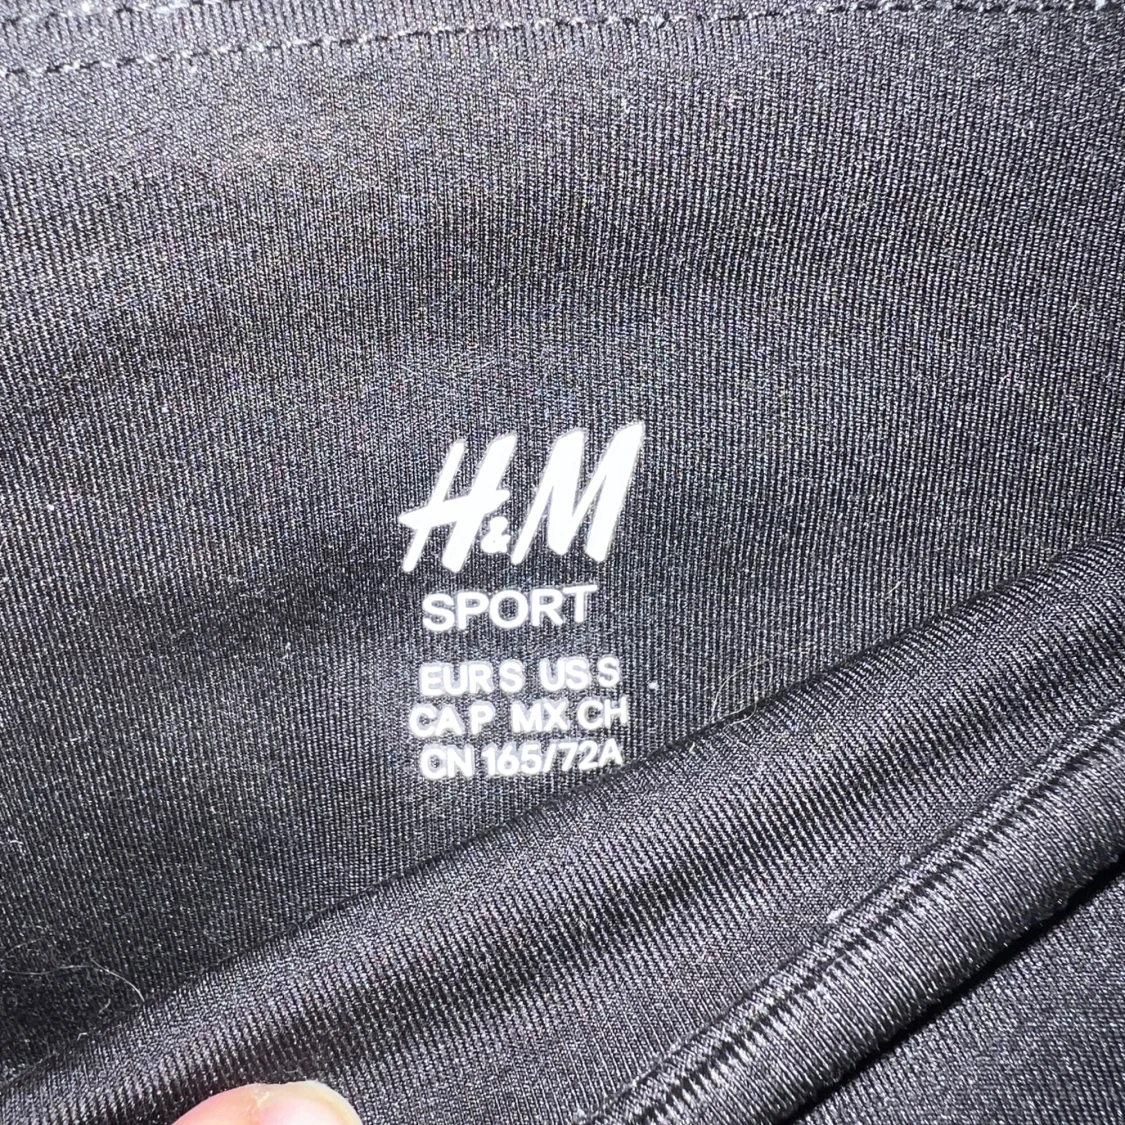 H&M
SPORT
EUR S US S
CA P MX CH
CN 165/72A